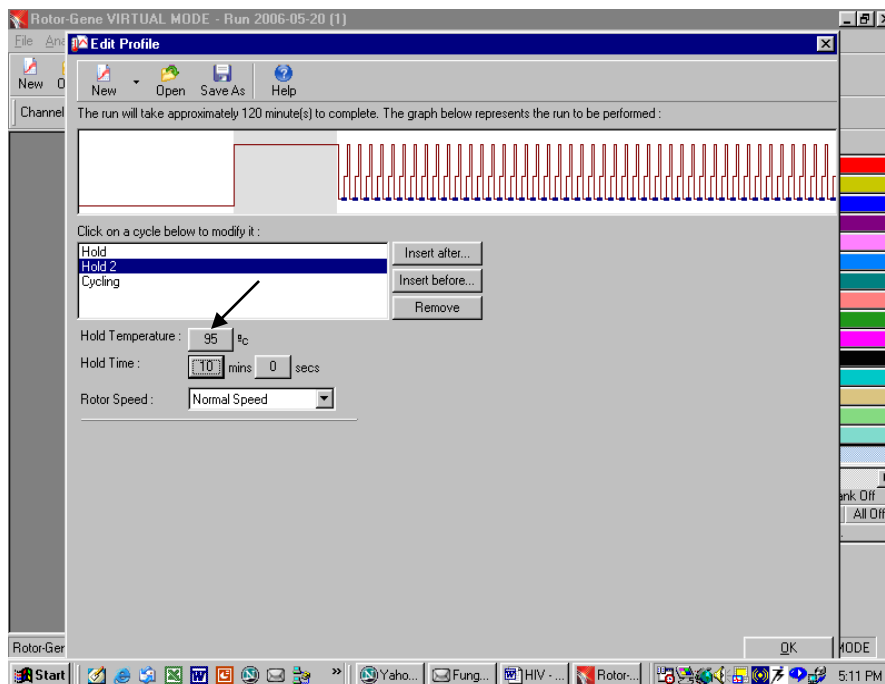 Rotor-Gene VIRTUAL MODE - Run 2006-05-20 (1)
File Ana
Edit Profile
New
New Open Save As Help
Channel
The run will take approximately 120 minute(s) to complete. The graph below represents the run to be performed :
Click on a cycle below to modify it :
Hold
Hold 2
Cycling
Insert after...
Insert before...
Remove
Hold Temperature : 95 ºC
Hold Time : 10 mins 0 secs
Rotor Speed : Normal Speed
ank Off
All Off
OK
Rotor-Ger
MODE
Start » Yaho... Fung... HIV - ... Rotor-... 5:11 PM